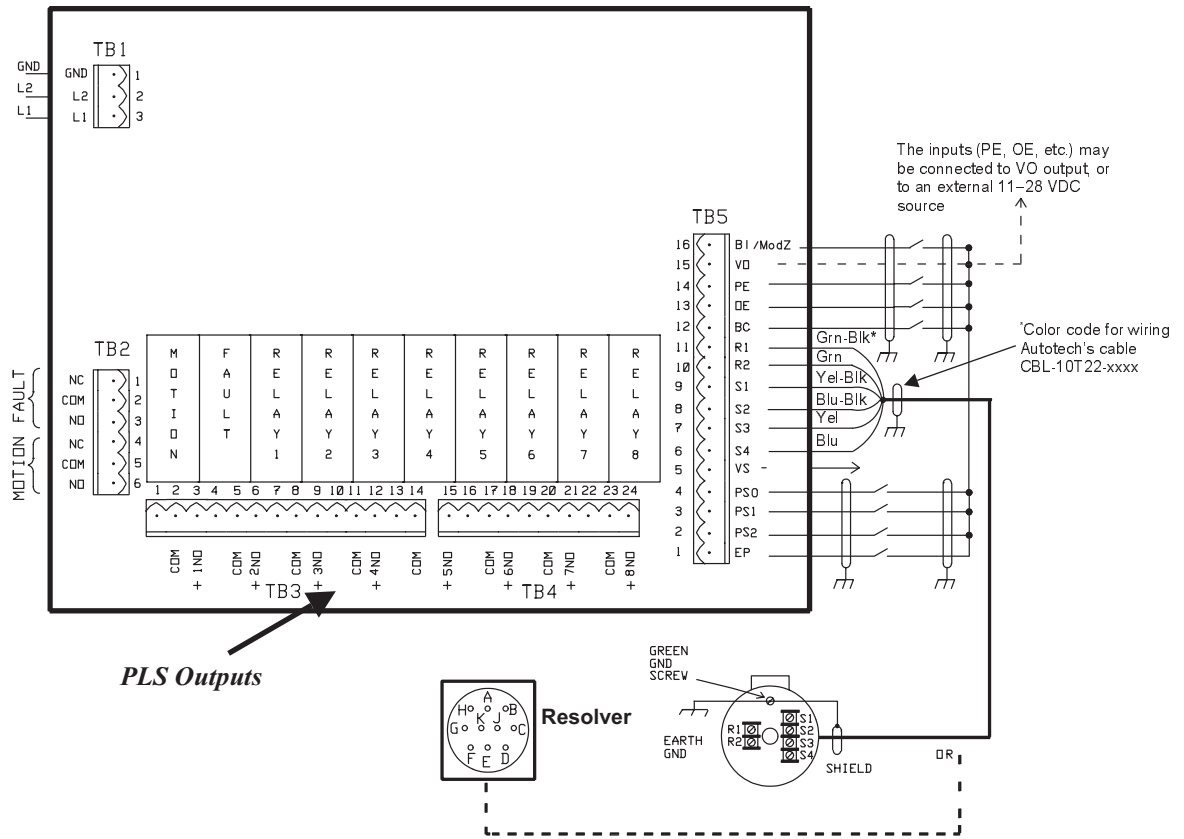 TB1
GND GND 1
L2 L2 2
L1 L1 3
The inputs (PE, OE, etc.) may
be connected to VO output, or
to an external 11–28 VDC
source
TB5
16 BI/ModZ
15 VO
14 PE
13 OE
12 BC
11 R1 Grn-Blk*
10 R2 Grn
9 S1 Yel-Blk
8 S2 Blu-Blk
7 S3 Yel
6 S4 Blu
5 VS -
4 PS0
3 PS1
2 PS2
1 EP
*Color code for wiring
Autotech's cable
CBL-10T22-xxxx
TB2
FAULT
NC 1
COM 2
NO 3
MOTION
NC 4
COM 5
NO 6
MOTION
FAULT
RELAY 1
RELAY 2
RELAY 3
RELAY 4
RELAY 5
RELAY 6
RELAY 7
RELAY 8
1 2 3 4 5 6 7 8 9 10 11 12 13 14 15 16 17 18 19 20 21 22 23 24
COM + 1NO COM + 2NO COM + 3NO COM + 4NO COM + 5NO COM + 6NO COM + 7NO COM + 8NO
TB3
TB4
PLS Outputs
Resolver
A
H B
K J
G C
F E D
GREEN
GND
SCREW
EARTH
GND
R1
R2
S1
S2
S3
S4
SHIELD
OR